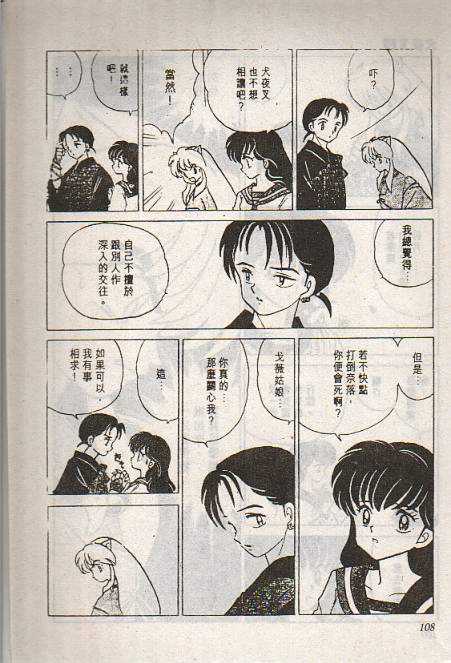 吓？
犬夜叉
也不想
相讓吧？
當然！
就這樣
吧！
…
我總覺得…
自己不擅於
跟別人作
深入的交往。
但是…
若不快點
打倒奈落，
你便會死啊？
戈薇姑娘…
你真的…
那麼關心我？
這…
如果可以，
我有事
相求！
108